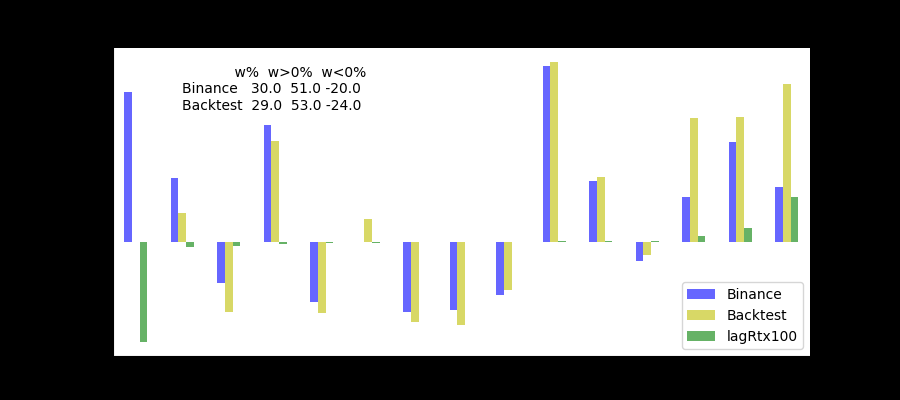 w% w>0% w<0%
Binance 30.0 51.0 -20.0
Backtest 29.0 53.0 -24.0
Binance
Backtest
lagRtx100